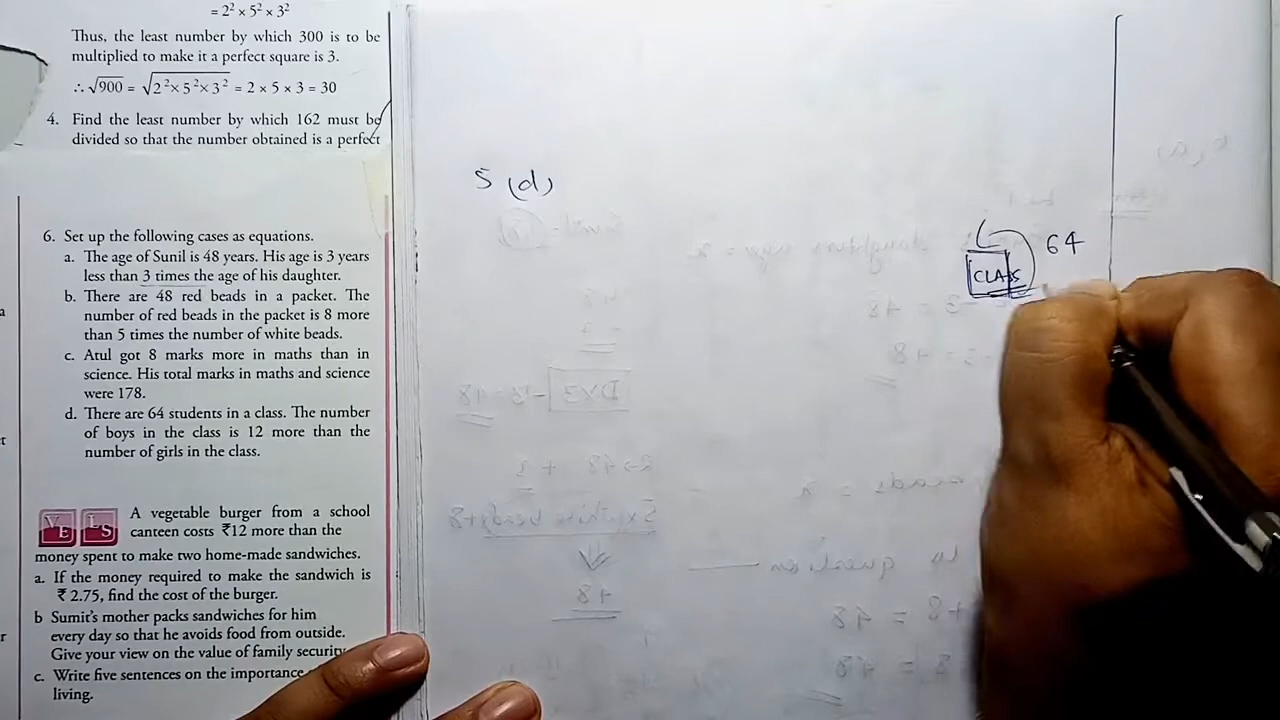 = 2² × 5² × 3²
Thus, the least number by which 300 is to be
multiplied to make it a perfect square is 3.
∴ √900 = √2² × 5² × 3² = 2 × 5 × 3 = 30
4. Find the least number by which 162 must be
divided so that the number obtained is a perfect
6. Set up the following cases as equations.
a. The age of Sunil is 48 years. His age is 3 years
less than 3 times the age of his daughter.
b. There are 48 red beads in a packet. The
number of red beads in the packet is 8 more
than 5 times the number of white beads.
c. Atul got 8 marks more in maths than in
science. His total marks in maths and science
were 178.
d. There are 64 students in a class. The number
of boys in the class is 12 more than the
number of girls in the class.
VE LS
A vegetable burger from a school
canteen costs ₹12 more than the
money spent to make two home-made sandwiches.
a. If the money required to make the sandwich is
₹ 2.75, find the cost of the burger.
b Sumit's mother packs sandwiches for him
every day so that he avoids food from outside.
Give your view on the value of family security
c. Write five sentences on the importance
living.
5 (d)
64
CLASS